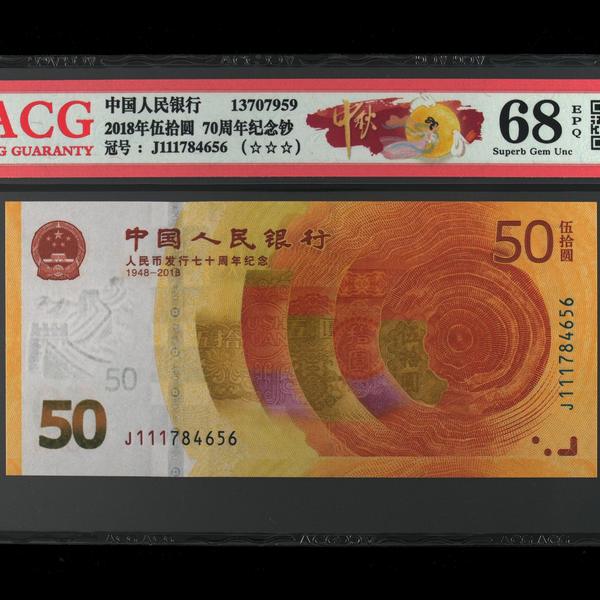 ACG
G GUARANTY
中国人民银行 13707959
2018年伍拾圆 70周年纪念钞
冠号：J111784656 （☆☆☆）
中秋
68
EPQ
Superb Gem Unc
中国人民银行
人民币发行七十周年纪念
1948-2018
50
伍拾圆
50
50
J111784656
J111784656
伍拾圆